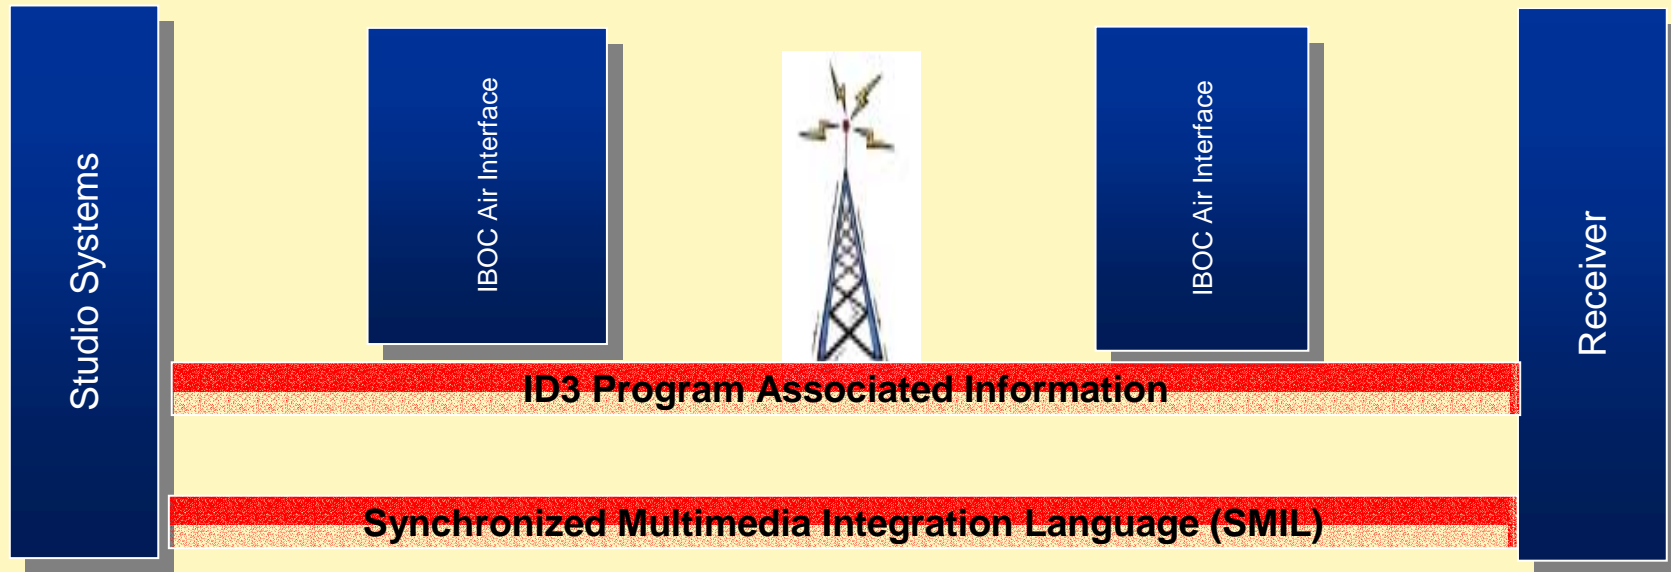 Studio Systems
IBOC Air Interface
IBOC Air Interface
Receiver
ID3 Program Associated Information
Synchronized Multimedia Integration Language (SMIL)